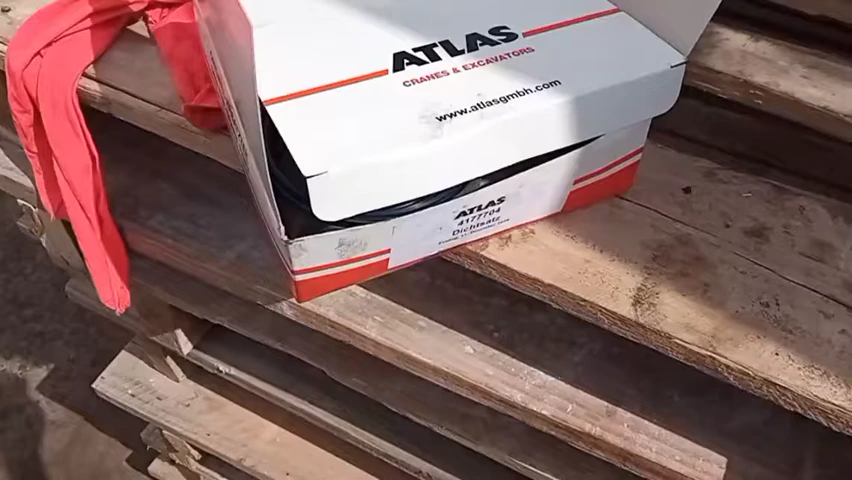 ATLAS
CRANES & EXCAVATORS
www.atlasgmbh.com
ATLAS
4177704
Dichtsatz